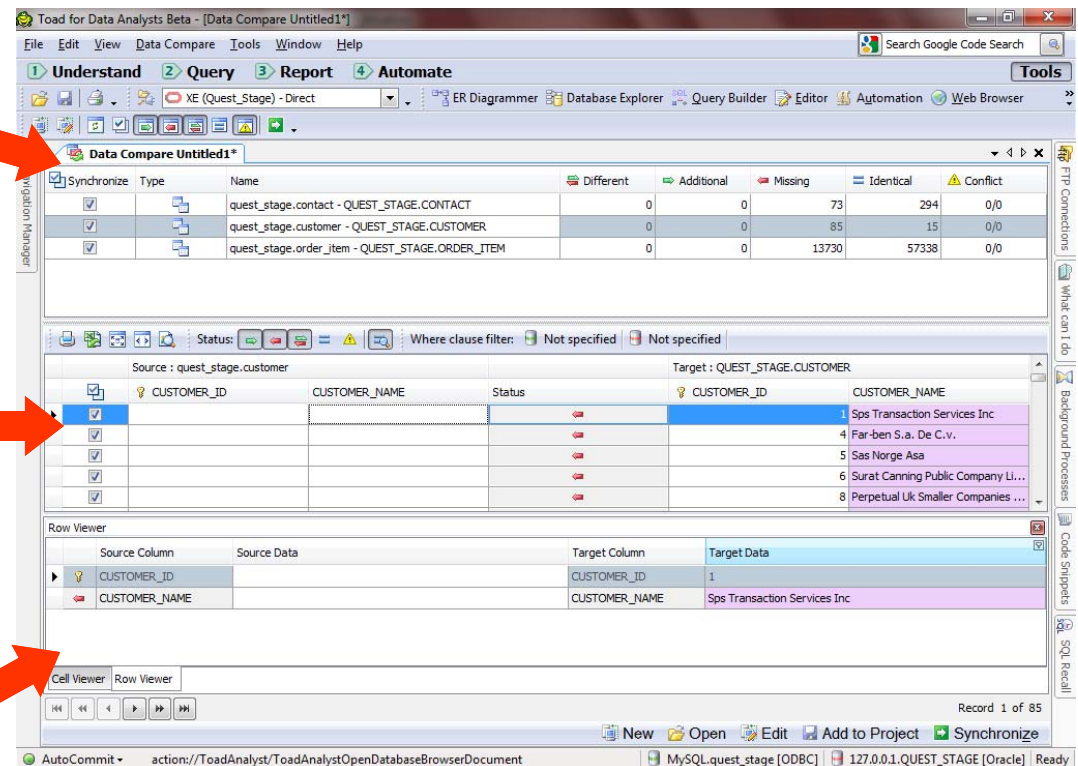 Toad for Data Analysts Beta - [Data Compare Untitled1*]
File Edit View Data Compare Tools Window Help
Search Google Code Search
1 Understand 2 Query 3 Report 4 Automate
Tools
XE (Quest_Stage) - Direct
ER Diagrammer Database Explorer Query Builder Editor Automation Web Browser
Data Compare Untitled1*
Synchronize Type Name Different Additional Missing Identical Conflict
quest_stage.contact - QUEST_STAGE.CONTACT 0 0 73 294 0/0
quest_stage.customer - QUEST_STAGE.CUSTOMER 0 0 85 15 0/0
quest_stage.order_item - QUEST_STAGE.ORDER_ITEM 0 0 13730 57338 0/0
Status: Where clause filter: Not specified Not specified
Source : quest_stage.customer Target : QUEST_STAGE.CUSTOMER
CUSTOMER_ID CUSTOMER_NAME Status CUSTOMER_ID CUSTOMER_NAME
1 Sps Transaction Services Inc
4 Far-ben S.a. De C.v.
5 Sas Norge Asa
6 Surat Canning Public Company Li...
8 Perpetual Uk Smaller Companies ...
Row Viewer
Source Column Source Data Target Column Target Data
CUSTOMER_ID CUSTOMER_ID 1
CUSTOMER_NAME CUSTOMER_NAME Sps Transaction Services Inc
Cell Viewer Row Viewer
Record 1 of 85
New Open Edit Add to Project Synchronize
AutoCommit action://ToadAnalyst/ToadAnalystOpenDatabaseBrowserDocument MySQL.quest_stage [ODBC] 127.0.0.1.QUEST_STAGE [Oracle] Ready
Manager
FTP Connections
What can I do
Background Processes
Code Snippets
SQL Recall